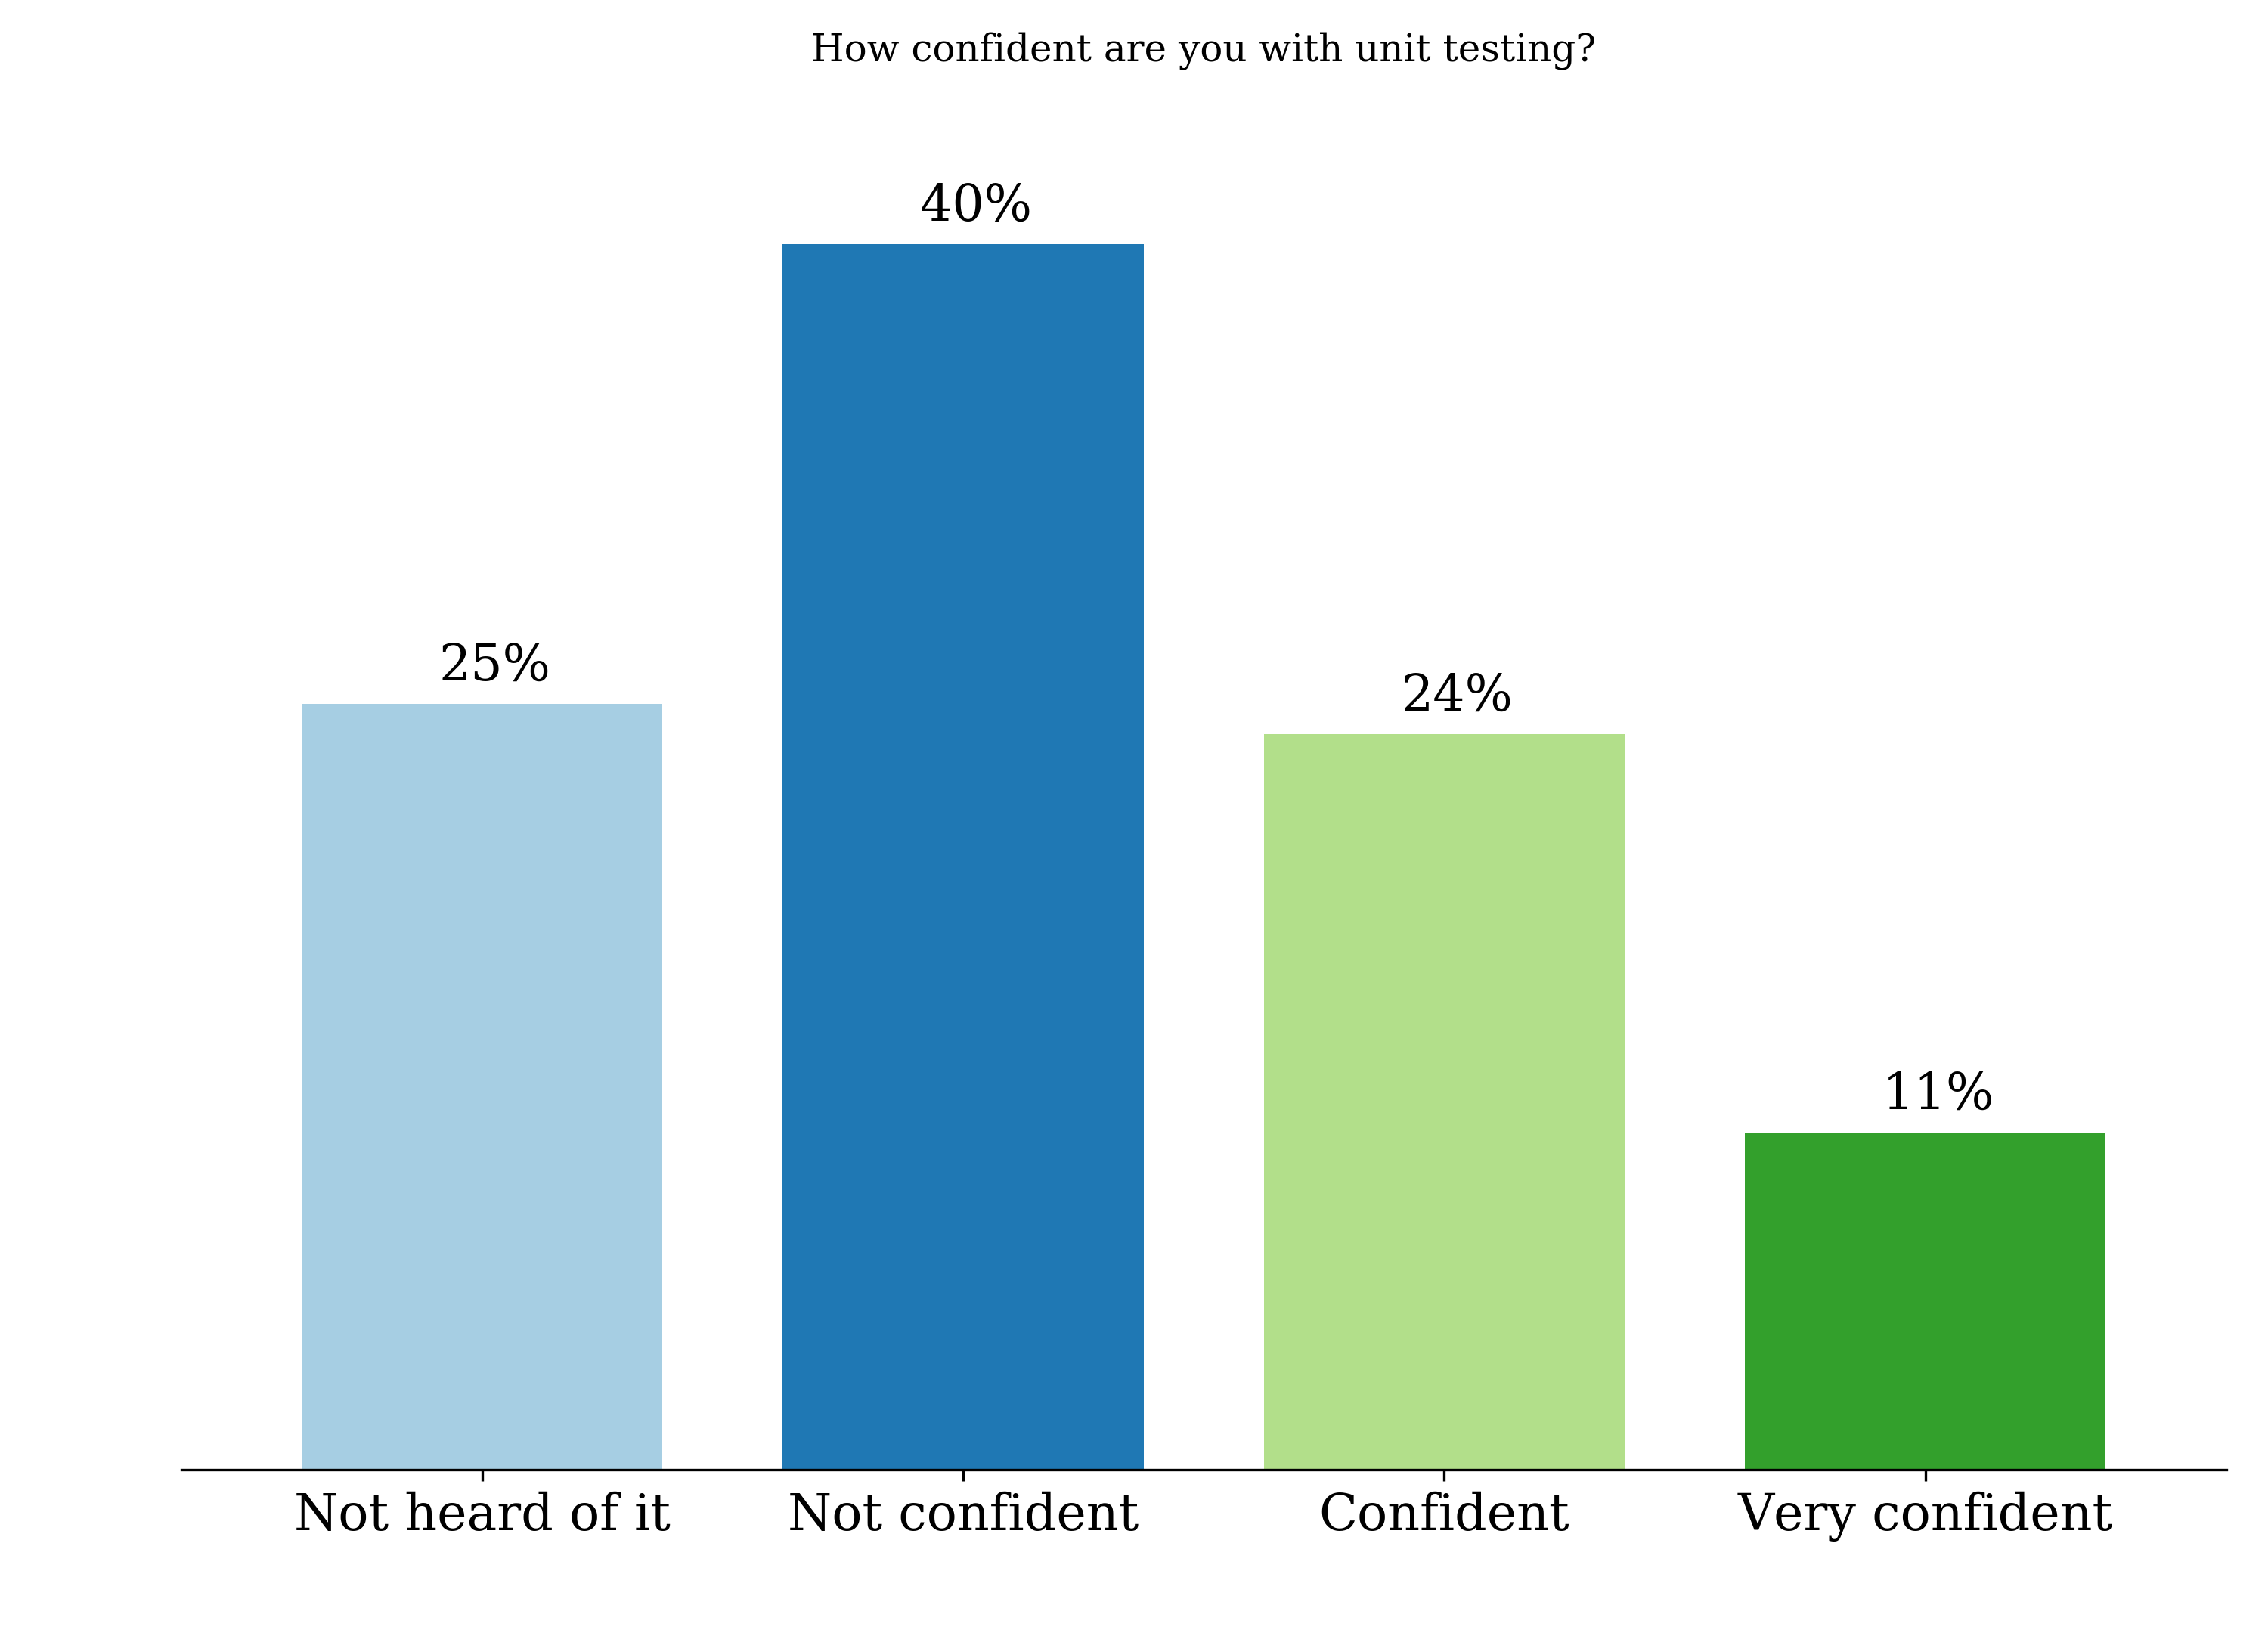 How confident are you with unit testing?
40%
25%
24%
11%
Not heard of it
Not confident
Confident
Very confident